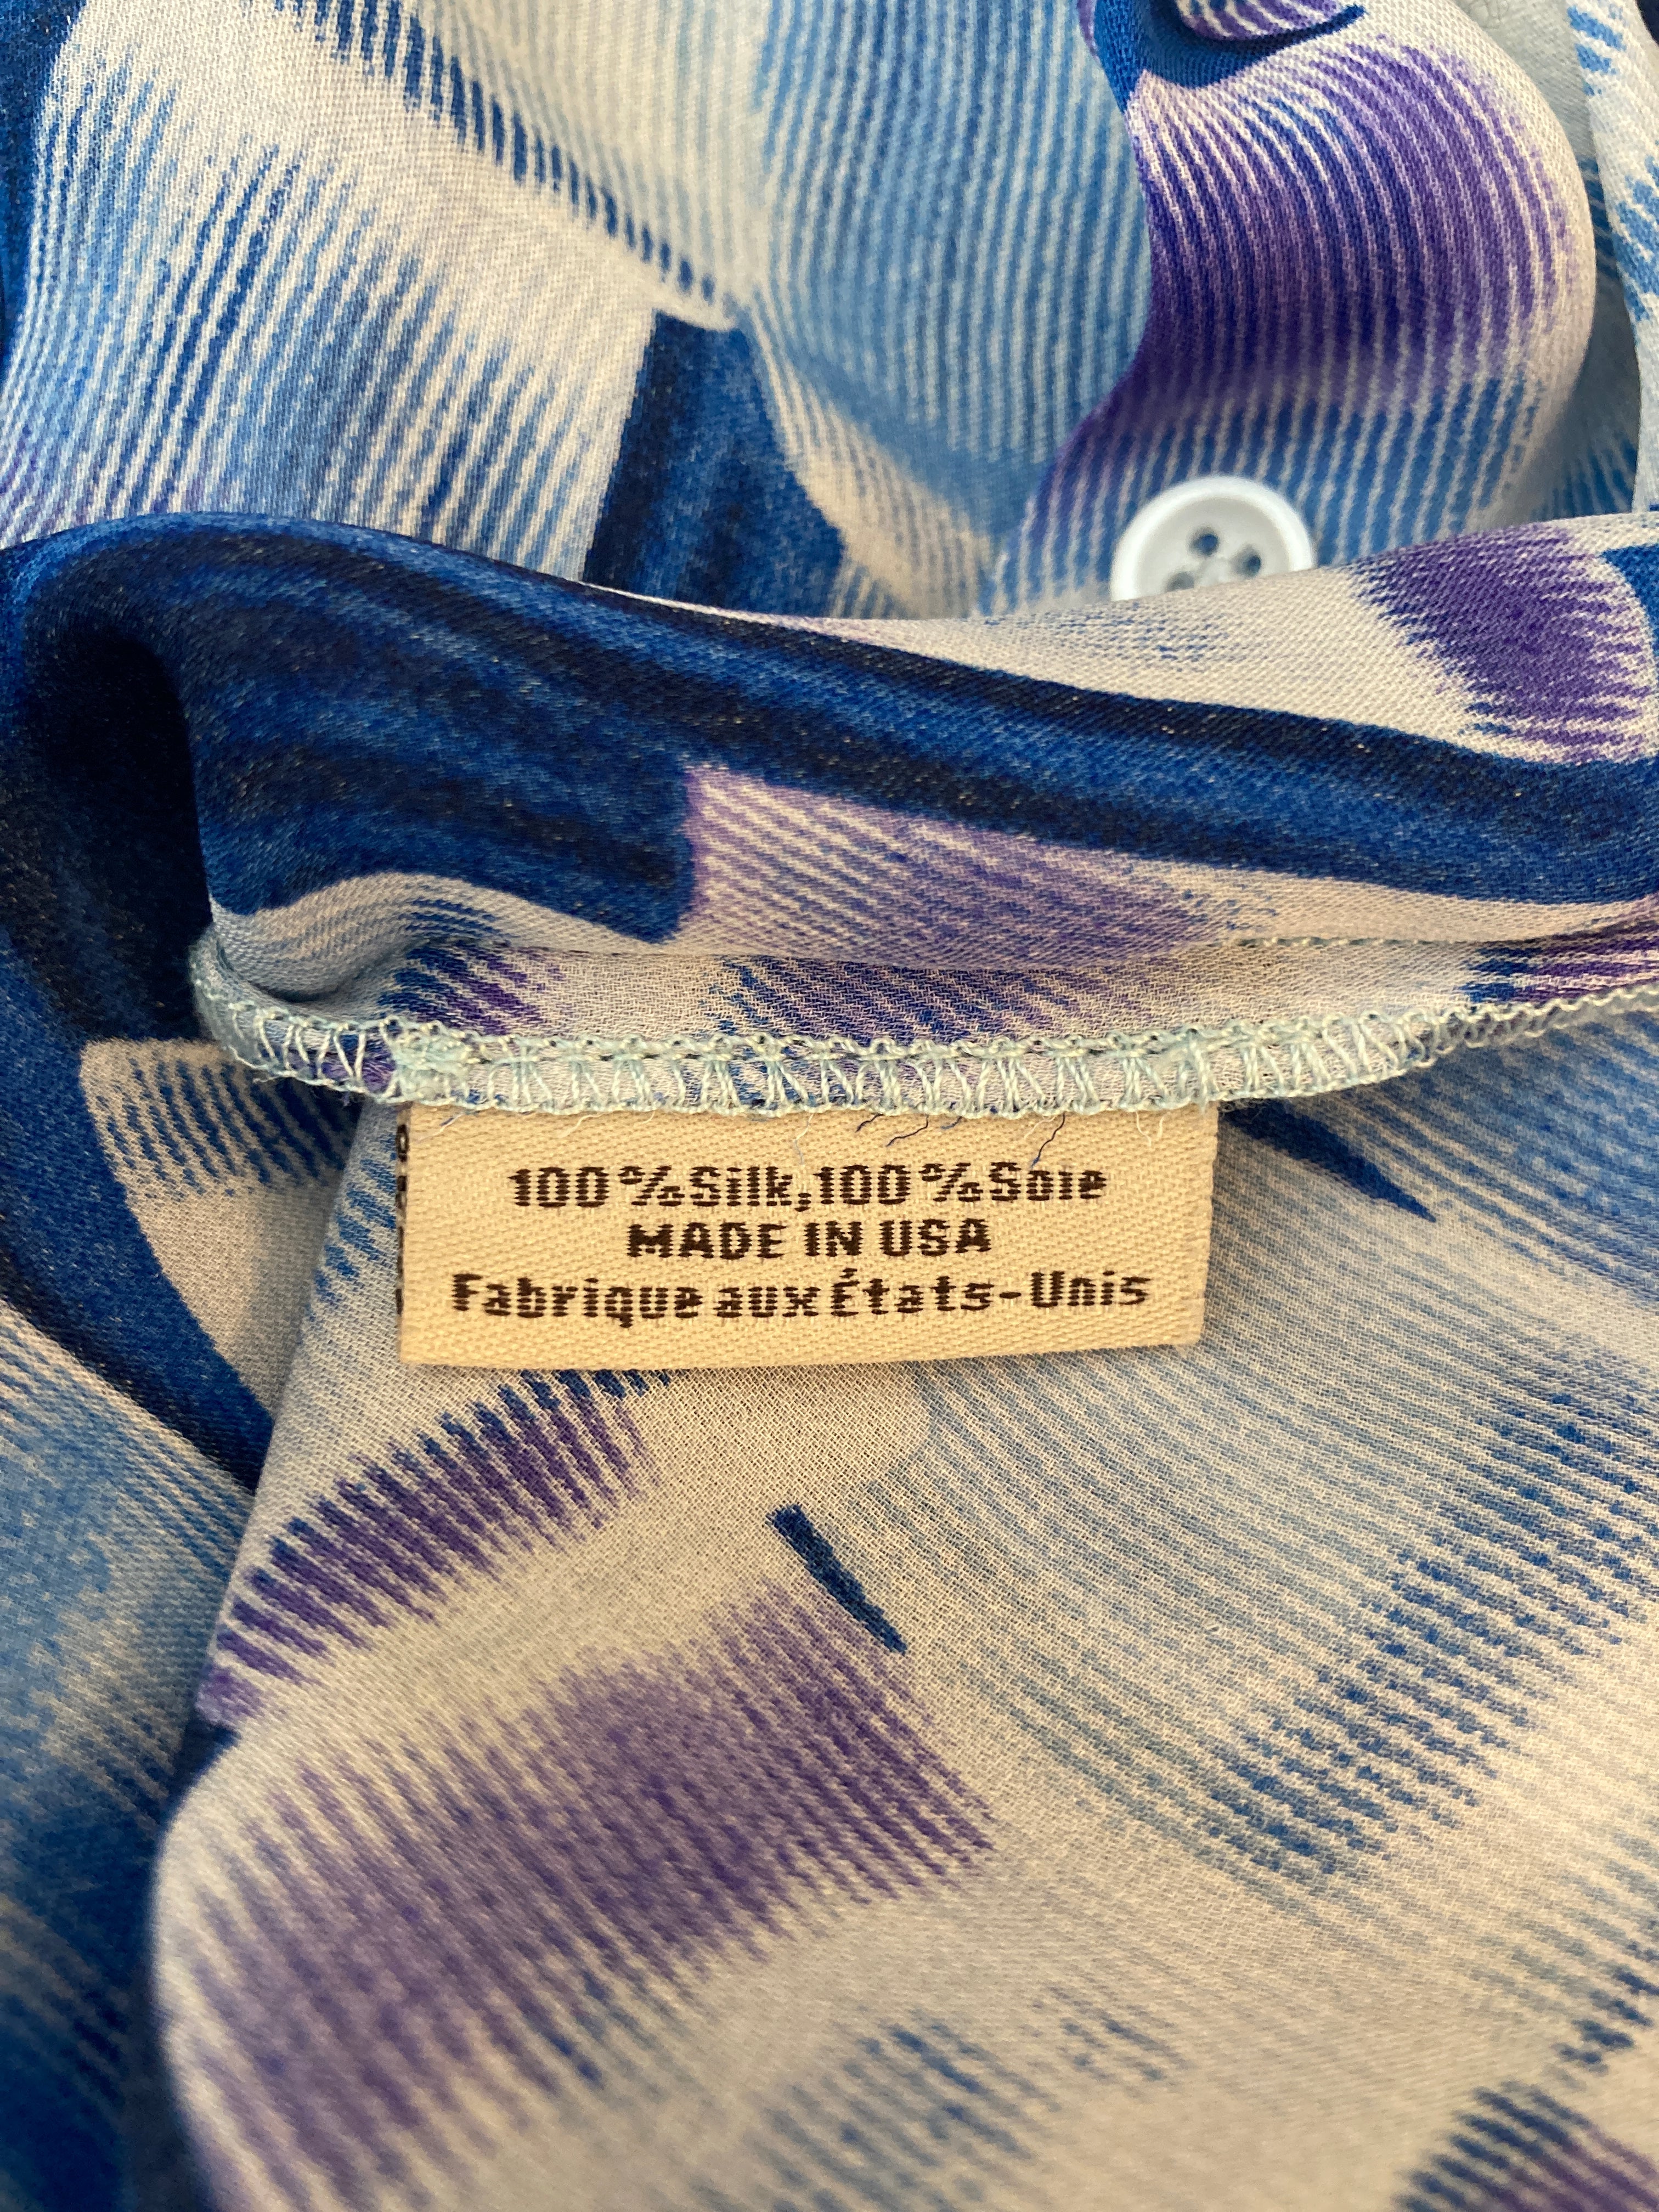 100%Silk,100%Soie
MADE IN USA
Fabrique aux États-Unis